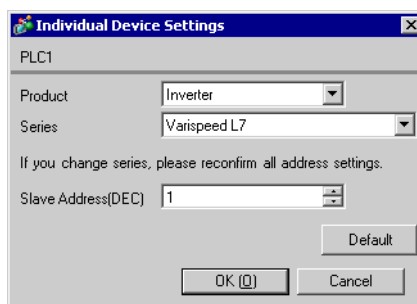 Individual Device Settings
PLC1
Product Inverter
Series Varispeed L7
If you change series, please reconfirm all address settings.
Slave Address(DEC) 1
Default
OK (O) Cancel